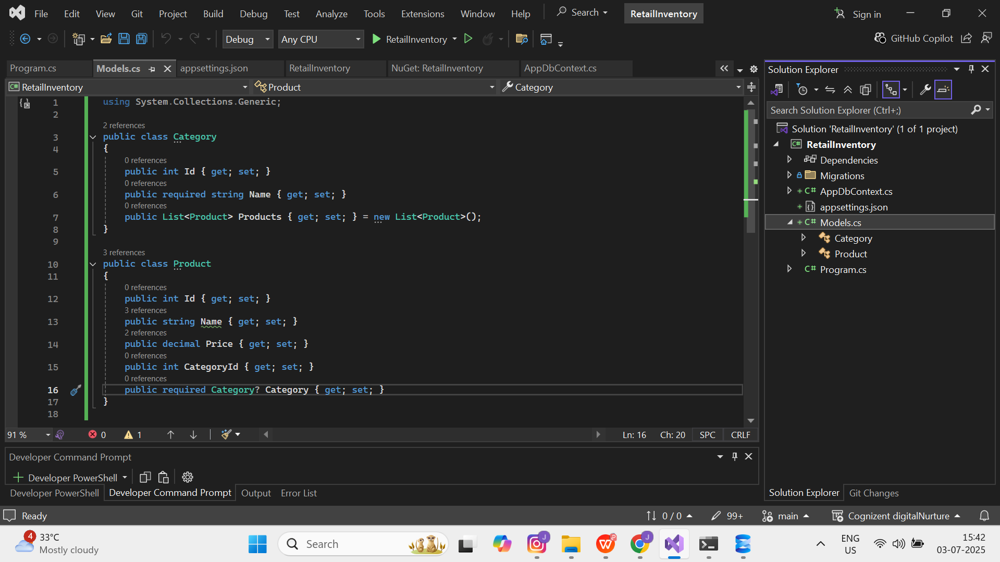 File Edit View Git Project Build Debug Test Analyze Tools Extensions Window Help Search RetailInventory Sign in
Debug Any CPU RetailInventory GitHub Copilot
Program.cs Models.cs appsettings.json RetailInventory NuGet: RetailInventory AppDbContext.cs
C# RetailInventory Product Category
1 using System.Collections.Generic;
2
2 references
3 public class Category
4 {
0 references
5 public int Id { get; set; }
0 references
6 public required string Name { get; set; }
0 references
7 public List<Product> Products { get; set; } = new List<Product>();
8 }
9
3 references
10 public class Product
11 {
0 references
12 public int Id { get; set; }
3 references
13 public string Name { get; set; }
2 references
14 public decimal Price { get; set; }
0 references
15 public int CategoryId { get; set; }
0 references
16 public required Category? Category { get; set; }
17 }
18
91 % 0 1 Ln: 16 Ch: 20 SPC CRLF
Developer Command Prompt
Developer PowerShell
Developer PowerShell Developer Command Prompt Output Error List
Solution Explorer
Search Solution Explorer (Ctrl+;)
Solution 'RetailInventory' (1 of 1 project)
C# RetailInventory
Dependencies
Migrations
+ C# AppDbContext.cs
+ appsettings.json
+ C# Models.cs
Category
Product
C# Program.cs
Solution Explorer Git Changes
Ready 0 / 0 99+ main Cognizent digitalNurture
4 33°C
Mostly cloudy
Search
J
J
ENG
US
15:42
03-07-2025